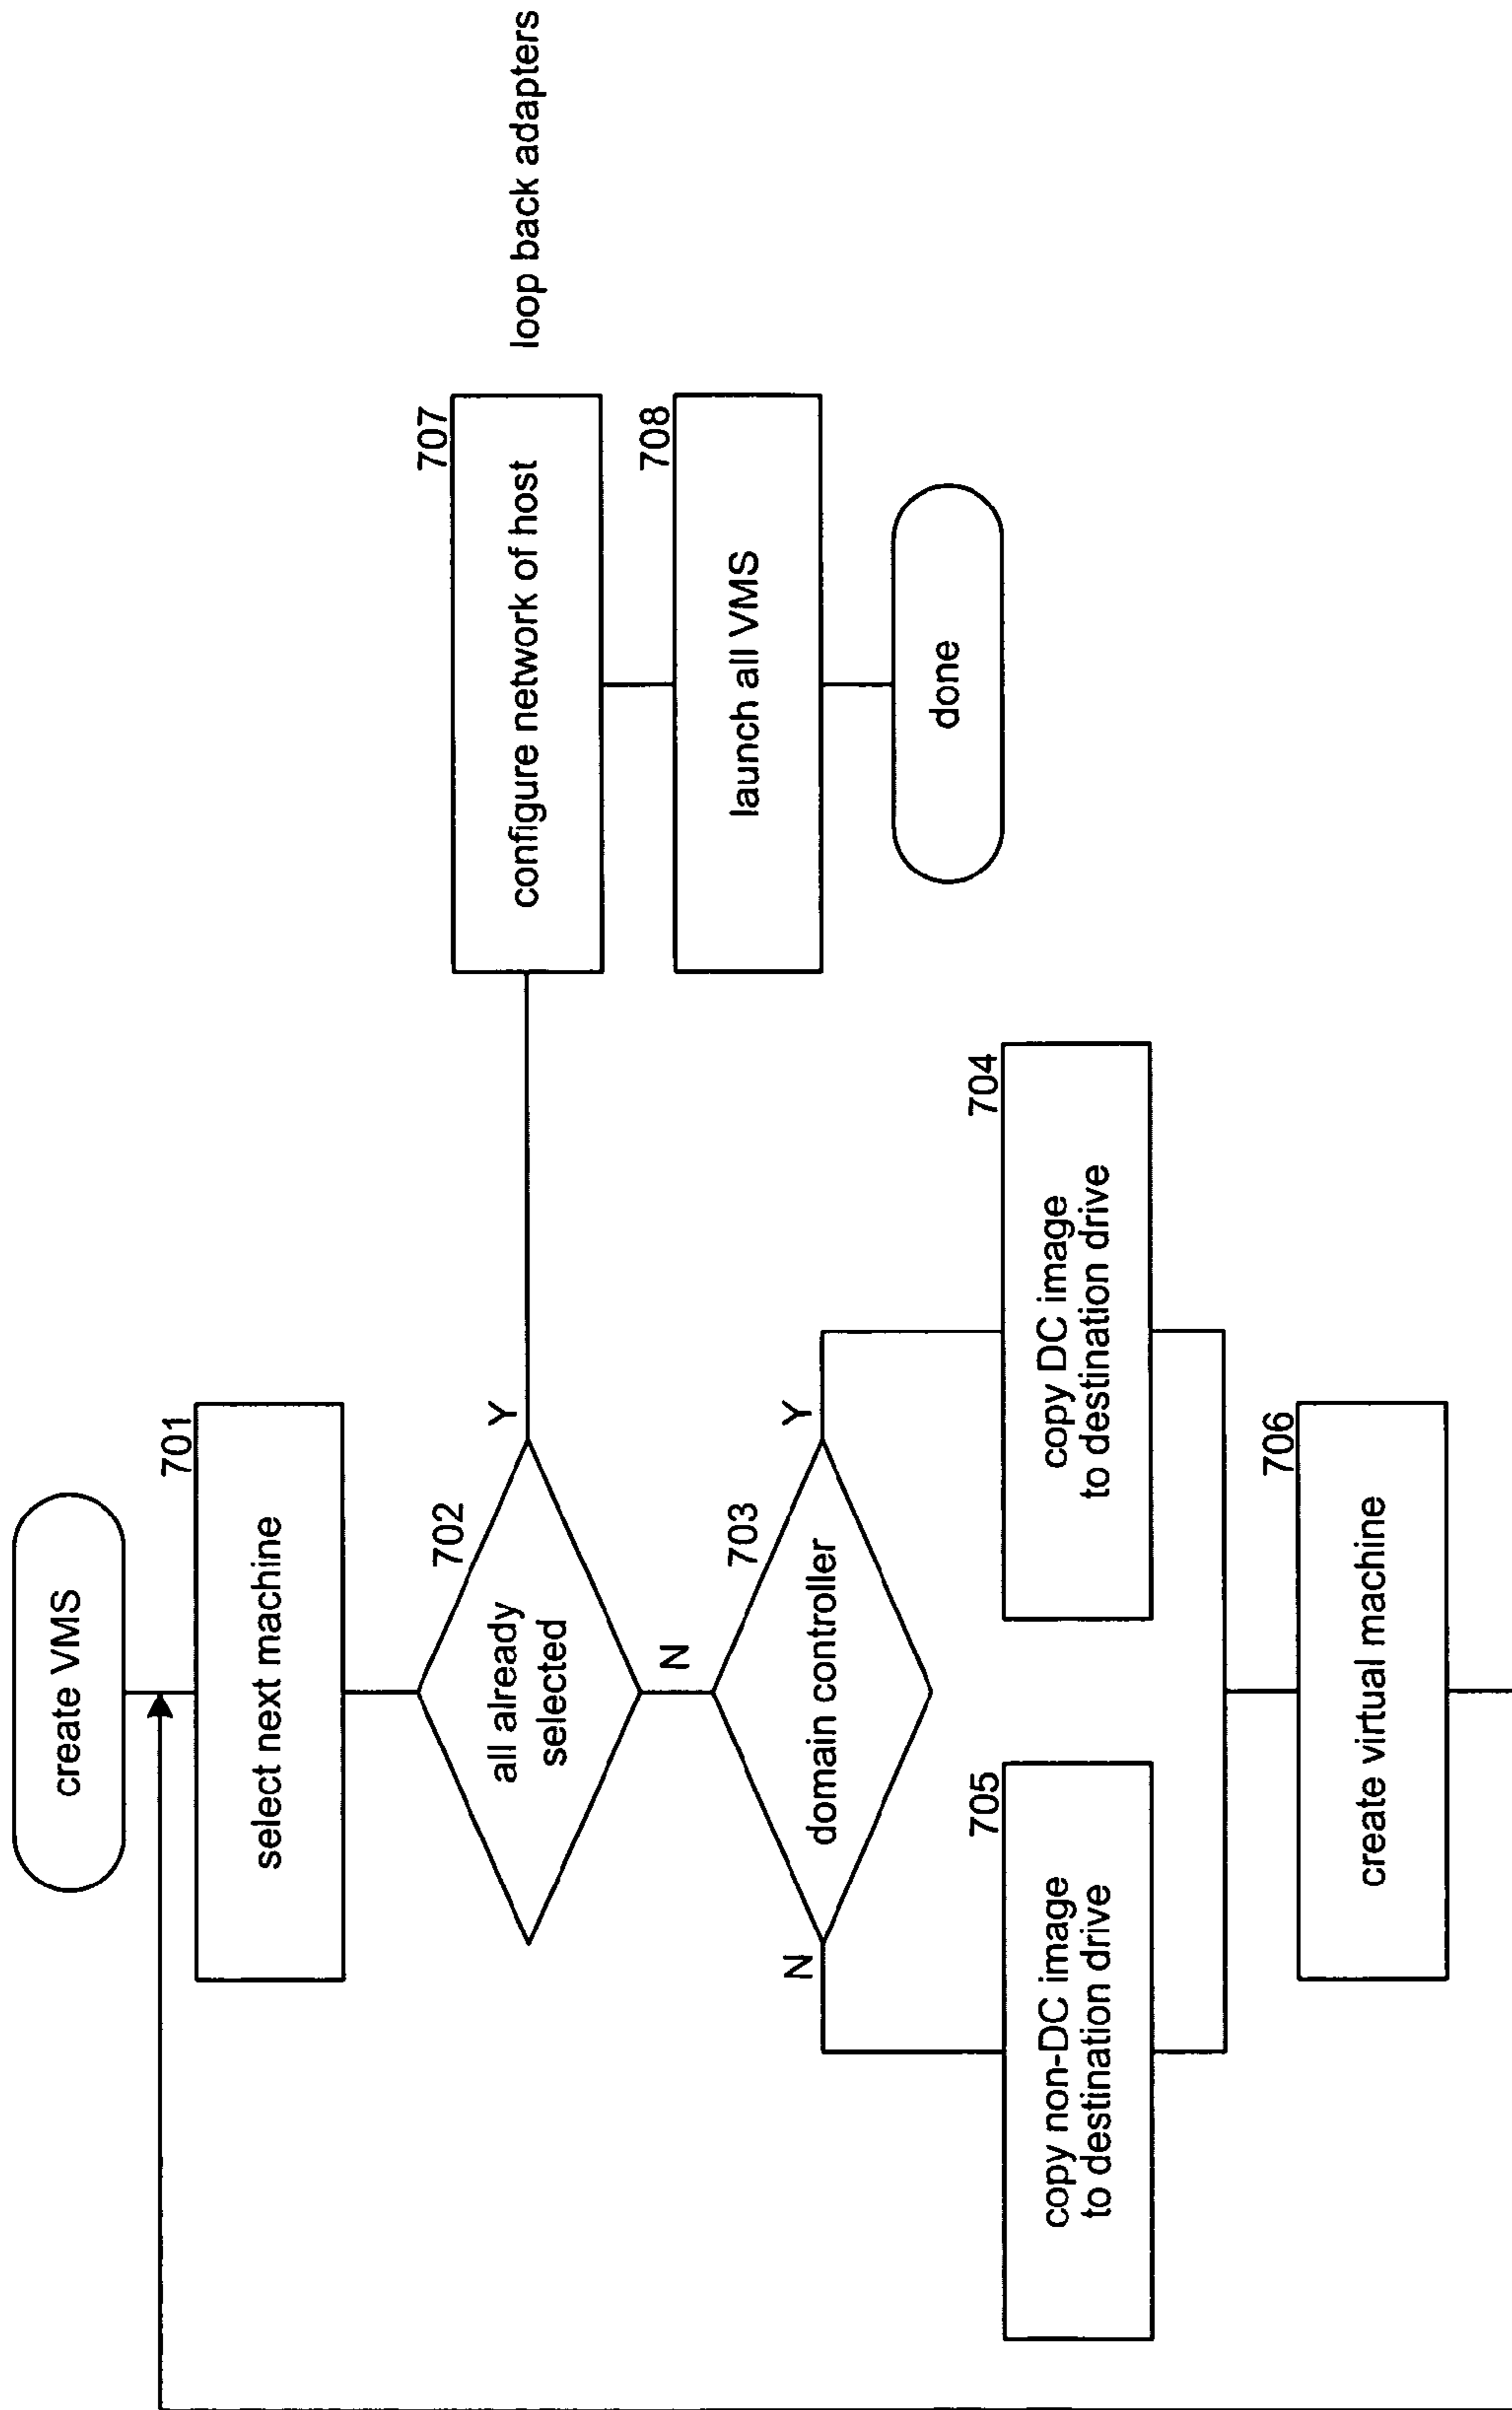 create VMS
701
select next machine
702
all already
selected
Y
N
707
configure network of host
loop back adapters
708
launch all VMS
done
703
domain controller
N
Y
705
copy non-DC image
to destination drive
704
copy DC image
to destination drive
706
create virtual machine